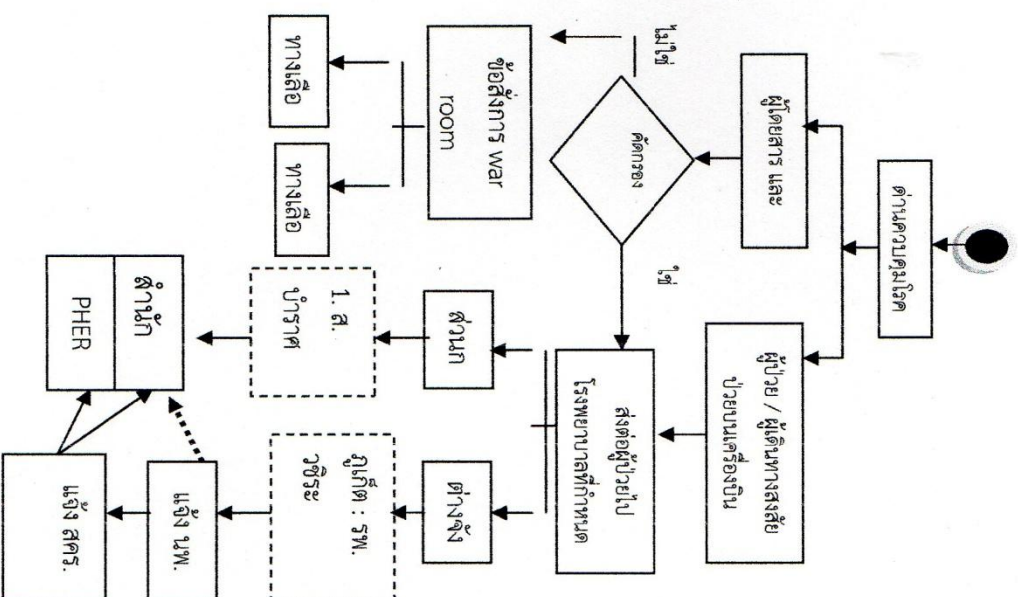 ด่านควบคุมโรค
ผู้โดยสาร และ
ผู้ป่วย / ผู้เดินทางสงสัย
ป่วยบนเครื่องบิน
คัดกรอง
ไม่ใช่
ใช่
ข้อสั่งการ war
room
ทางเลือ
ทางเลือ
ส่งต่อผู้ป่วยไป
โรงพยาบาลที่กำหนด
ส่วนก
ต่างจัง
1. ส.
บำราศ
ภูเก็ต : รพ.
วชิระ
สำนัก
PHER
แจ้ง นพ.
แจ้ง สคร.